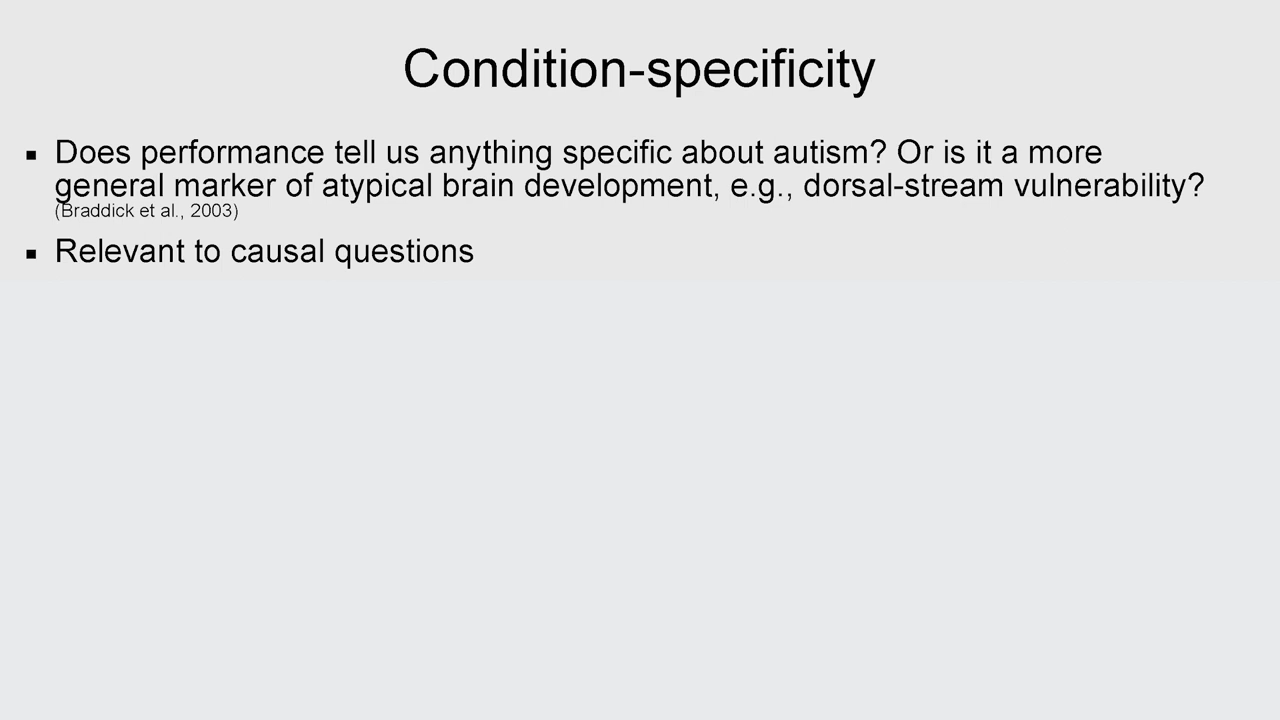 Condition-specificity
▪ Does performance tell us anything specific about autism? Or is it a more
general marker of atypical brain development, e.g., dorsal-stream vulnerability?
(Braddick et al., 2003)
▪ Relevant to causal questions